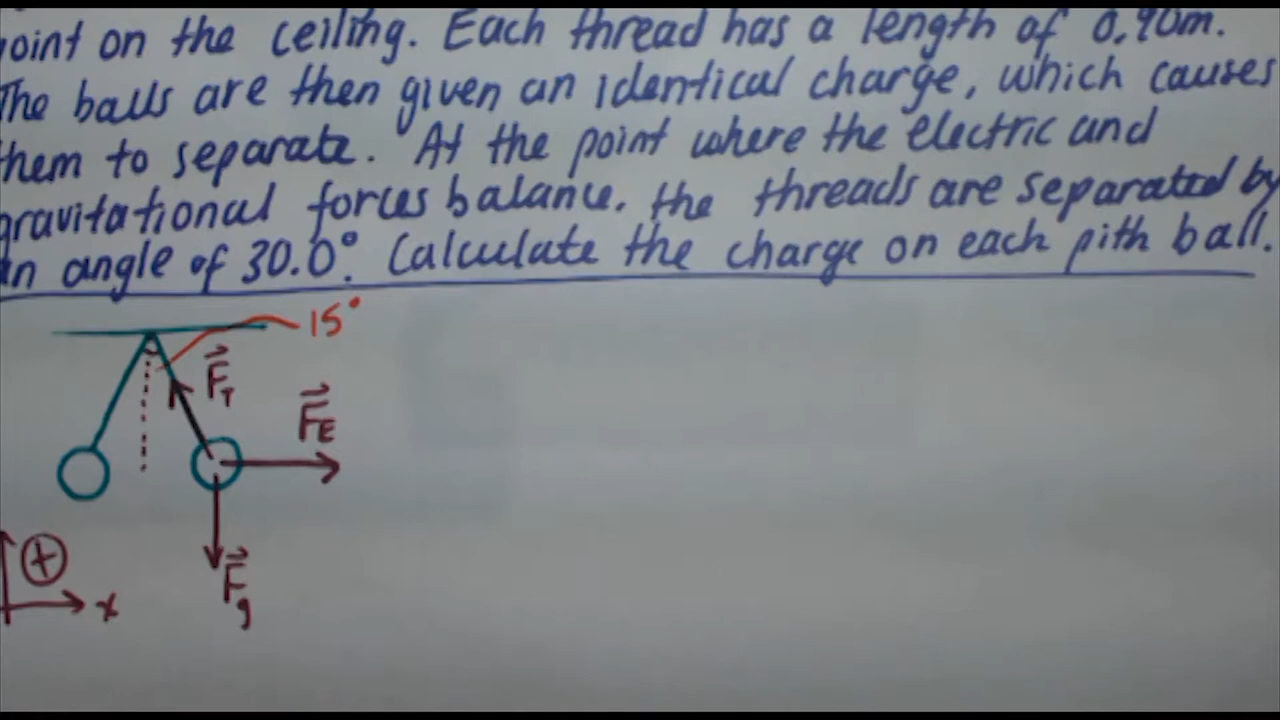 point on the ceiling. Each thread has a length of 0.90m.
The balls are then given an identical charge, which causes
them to separate. At the point where the electric and
gravitational forces balance, the threads are separated by
an angle of 30.0°. Calculate the charge on each pith ball.
15°
F_T
F_E
F_g
+
x